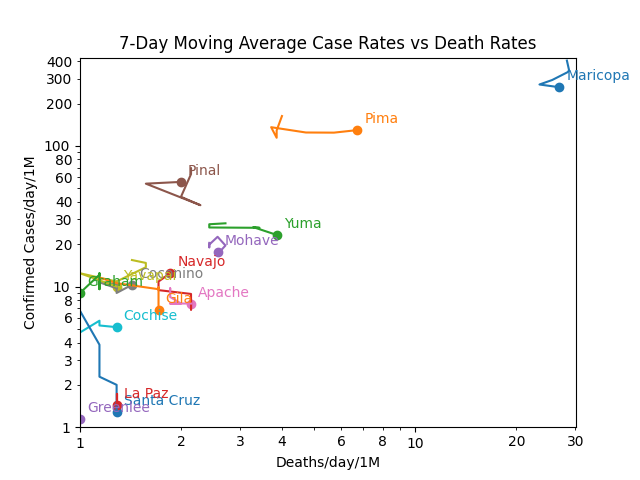 7-Day Moving Average Case Rates vs Death Rates
400
300
200
100
80
60
40
30
20
10
8
6
4
3
2
1
Confirmed Cases/day/1M
Maricopa
Pima
Pinal
Yuma
Mohave
Navajo
Yavapai
Coconino
Graham
Apache
Gila
Cochise
La Paz
Santa Cruz
Greenlee
1
2
3
4
6
8
10
20
30
Deaths/day/1M